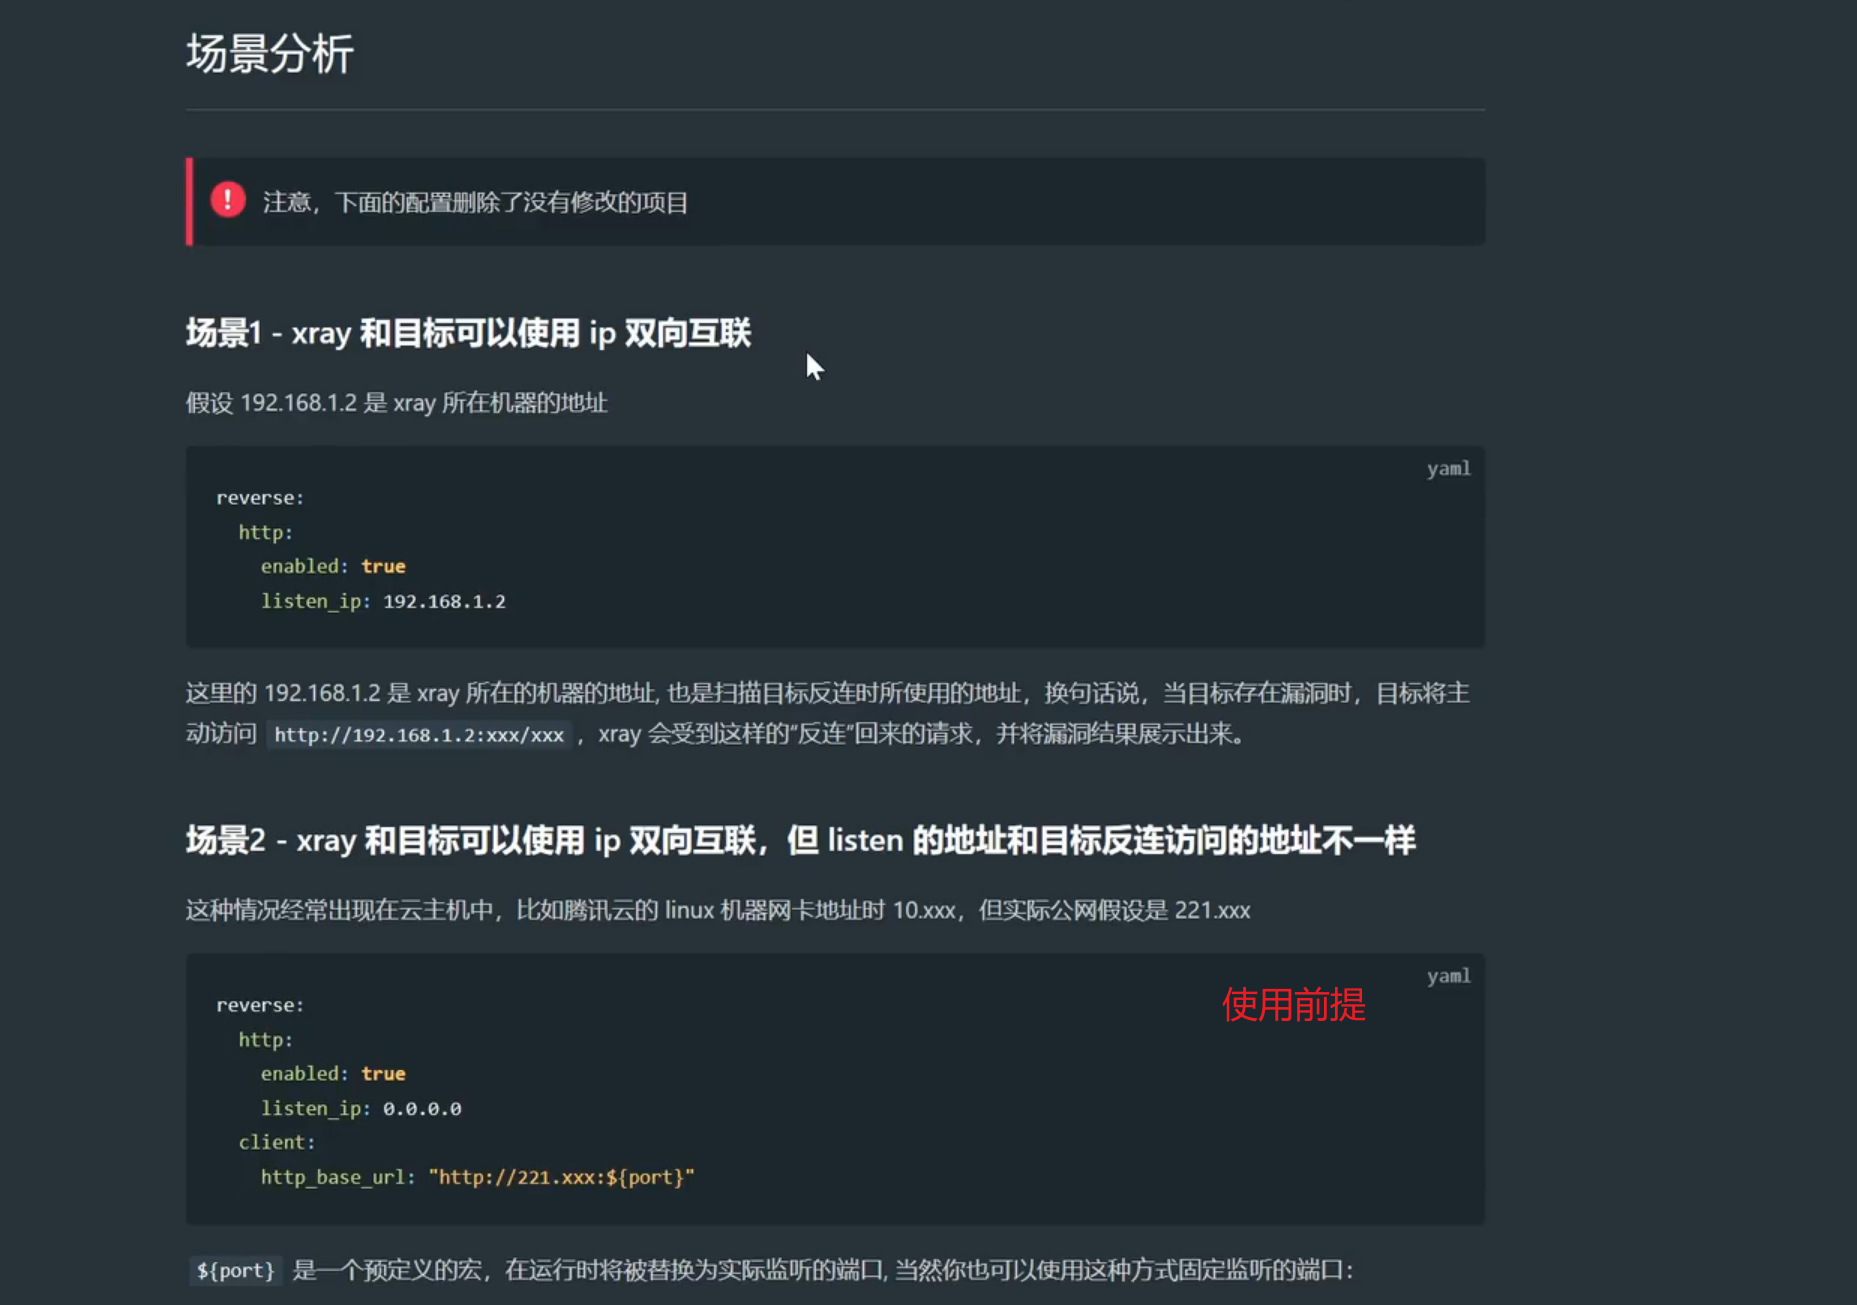 场景分析
注意，下面的配置删除了没有修改的项目
场景1 - xray 和目标可以使用 ip 双向互联
假设 192.168.1.2 是 xray 所在机器的地址
yaml
reverse:
  http:
    enabled: true
    listen_ip: 192.168.1.2
这里的 192.168.1.2 是 xray 所在的机器的地址, 也是扫描目标反连时所使用的地址，换句话说，当目标存在漏洞时，目标将主
动访问 http://192.168.1.2:xxx/xxx ，xray 会受到这样的“反连”回来的请求，并将漏洞结果展示出来。
场景2 - xray 和目标可以使用 ip 双向互联，但 listen 的地址和目标反连访问的地址不一样
这种情况经常出现在云主机中，比如腾讯云的 linux 机器网卡地址时 10.xxx，但实际公网假设是 221.xxx
yaml
使用前提
reverse:
  http:
    enabled: true
    listen_ip: 0.0.0.0
  client:
    http_base_url: "http://221.xxx:${port}"
${port} 是一个预定义的宏，在运行时将被替换为实际监听的端口, 当然你也可以使用这种方式固定监听的端口：